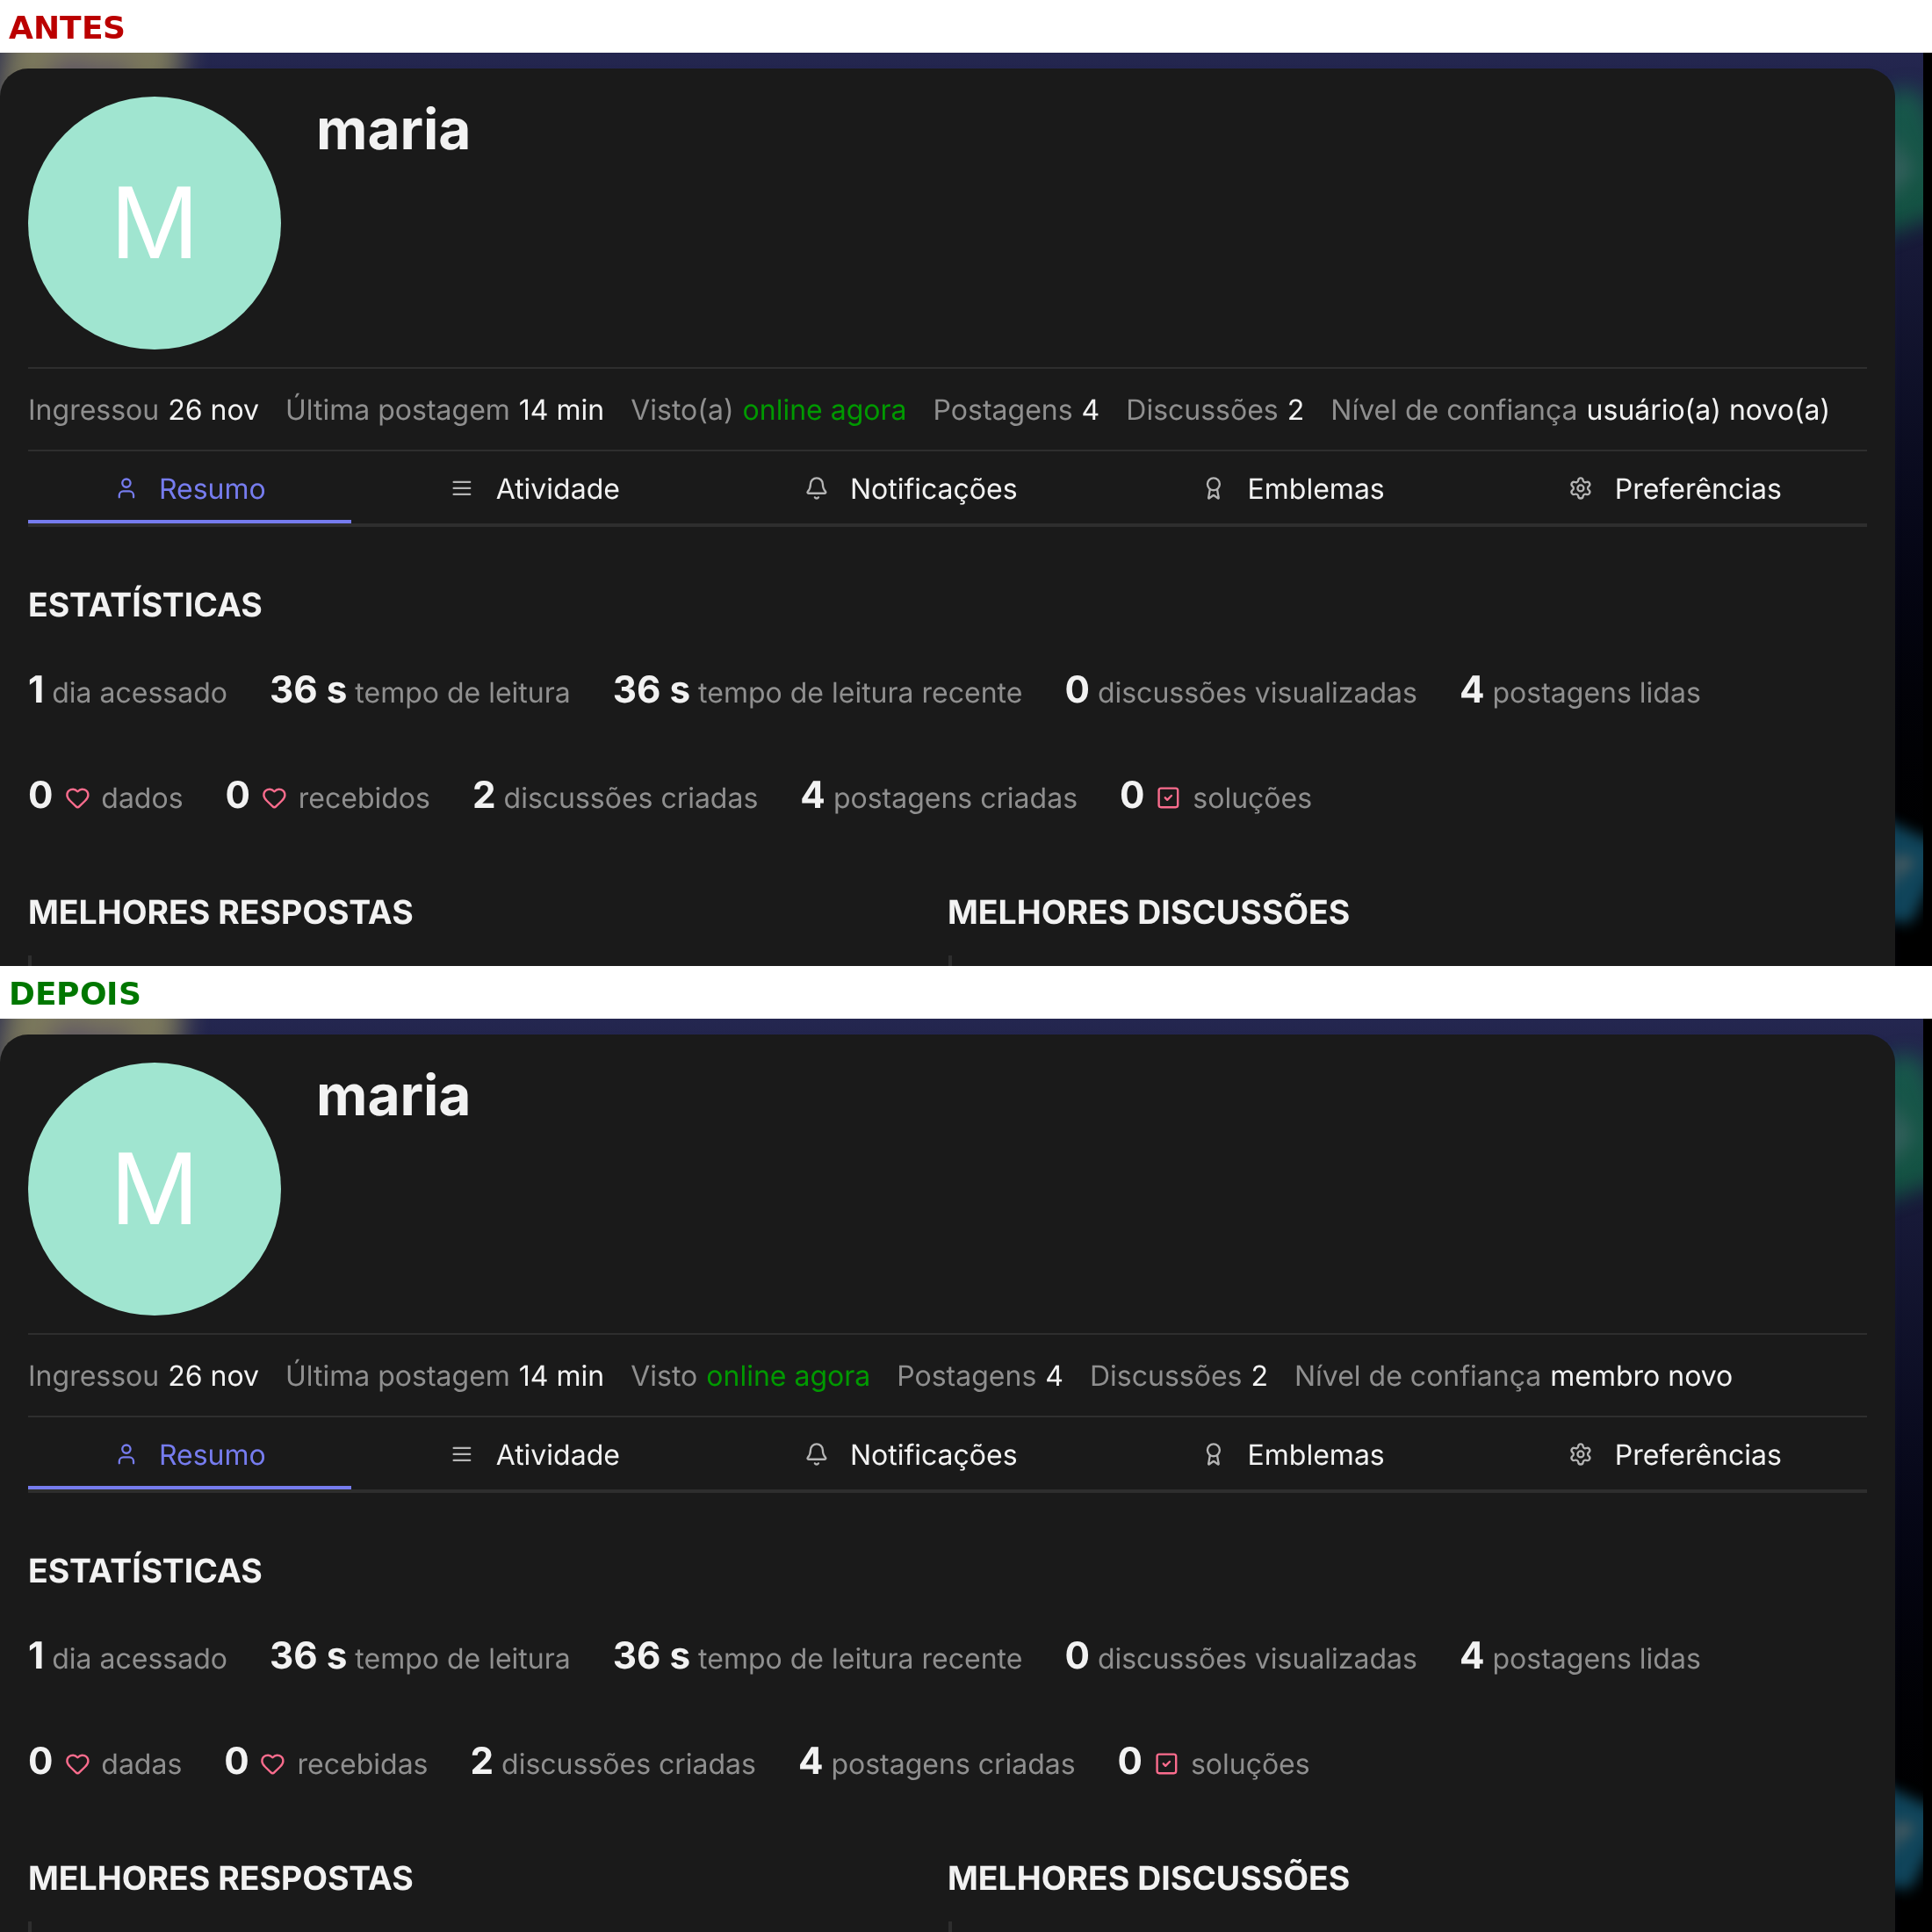 ANTES
maria
M
Ingressou 26 nov Última postagem 14 min Visto(a) online agora Postagens 4 Discussões 2 Nível de confiança usuário(a) novo(a)
Resumo Atividade Notificações Emblemas Preferências
ESTATÍSTICAS
1 dia acessado 36 s tempo de leitura 36 s tempo de leitura recente 0 discussões visualizadas 4 postagens lidas
0 dados 0 recebidos 2 discussões criadas 4 postagens criadas 0 soluções
MELHORES RESPOSTAS MELHORES DISCUSSÕES
DEPOIS
maria
M
Ingressou 26 nov Última postagem 14 min Visto online agora Postagens 4 Discussões 2 Nível de confiança membro novo
Resumo Atividade Notificações Emblemas Preferências
ESTATÍSTICAS
1 dia acessado 36 s tempo de leitura 36 s tempo de leitura recente 0 discussões visualizadas 4 postagens lidas
0 dadas 0 recebidas 2 discussões criadas 4 postagens criadas 0 soluções
MELHORES RESPOSTAS MELHORES DISCUSSÕES